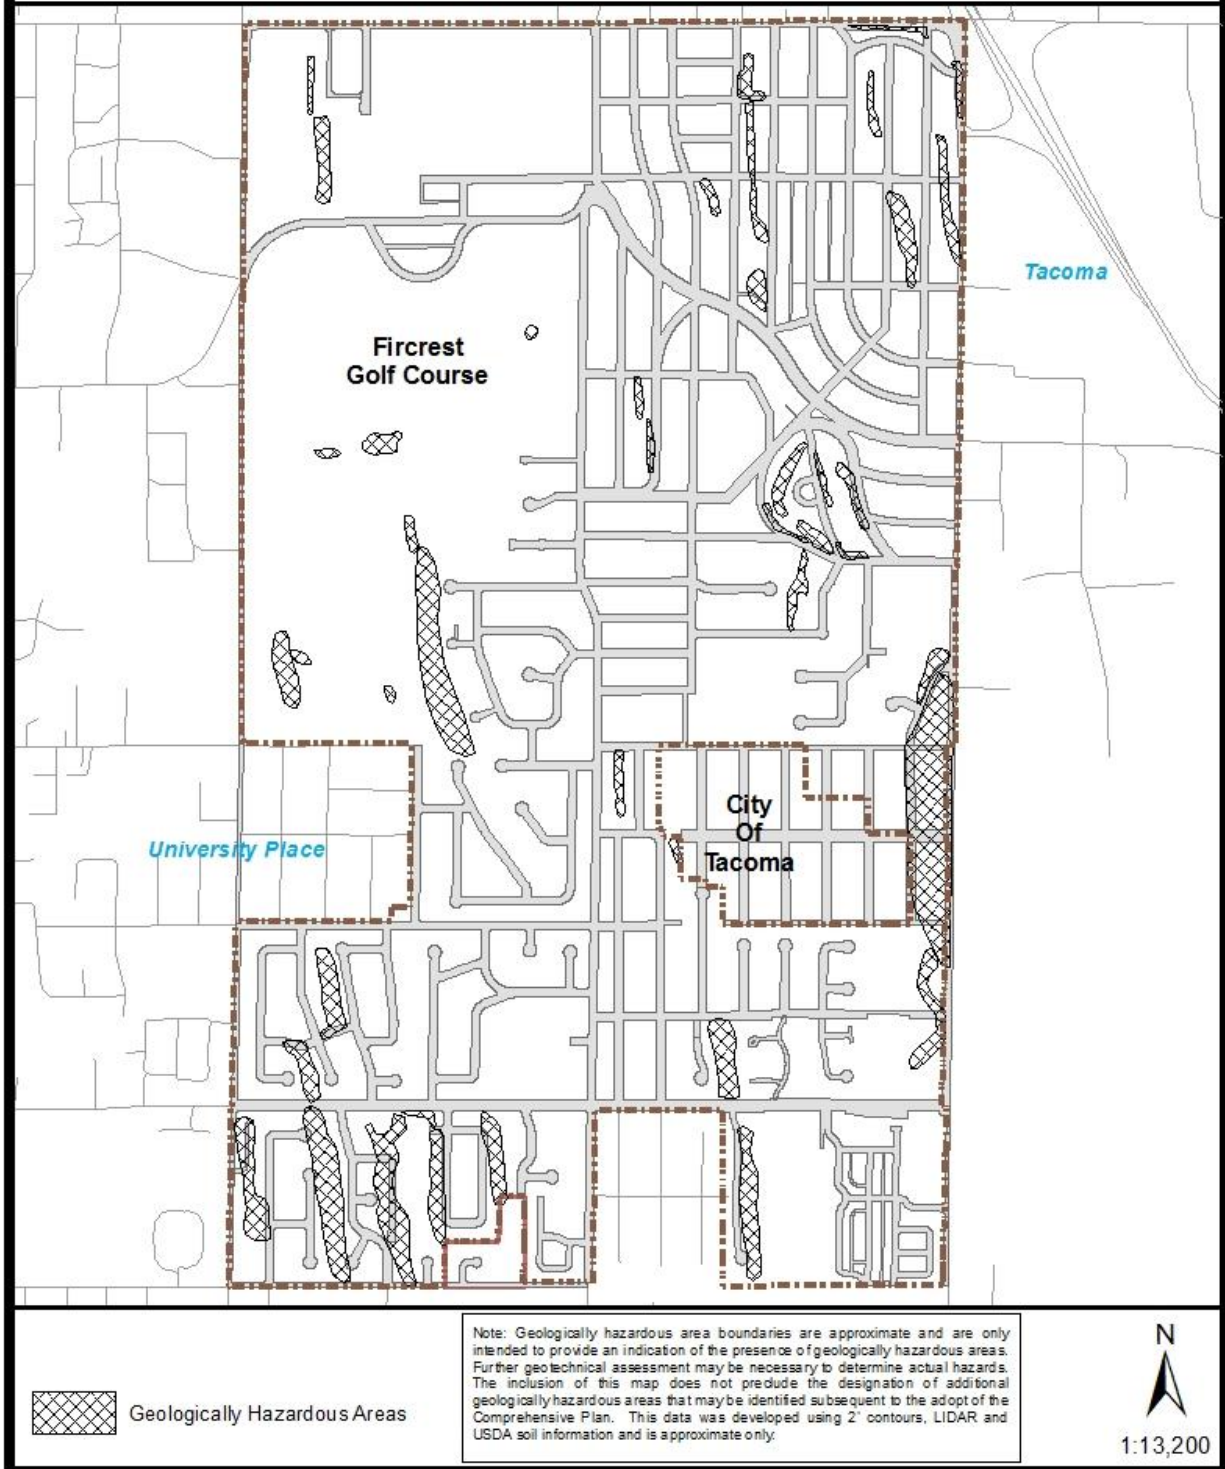 Tacoma
Fircrest
Golf Course
City
Of
Tacoma
University Place
Geologically Hazardous Areas
Note: Geologically hazardous area boundaries are approximate and are only
intended to provide an indication of the presence of geologically hazardous areas.
Further geotechnical assessment may be necessary to determine actual hazards.
The inclusion of this map does not preclude the designation of additional
geologically hazardous areas that may be identified subsequent to the adopt of the
Comprehensive Plan. This data was developed using 2' contours, LIDAR and
USDA soil information and is approximate only.
N
1:13,200